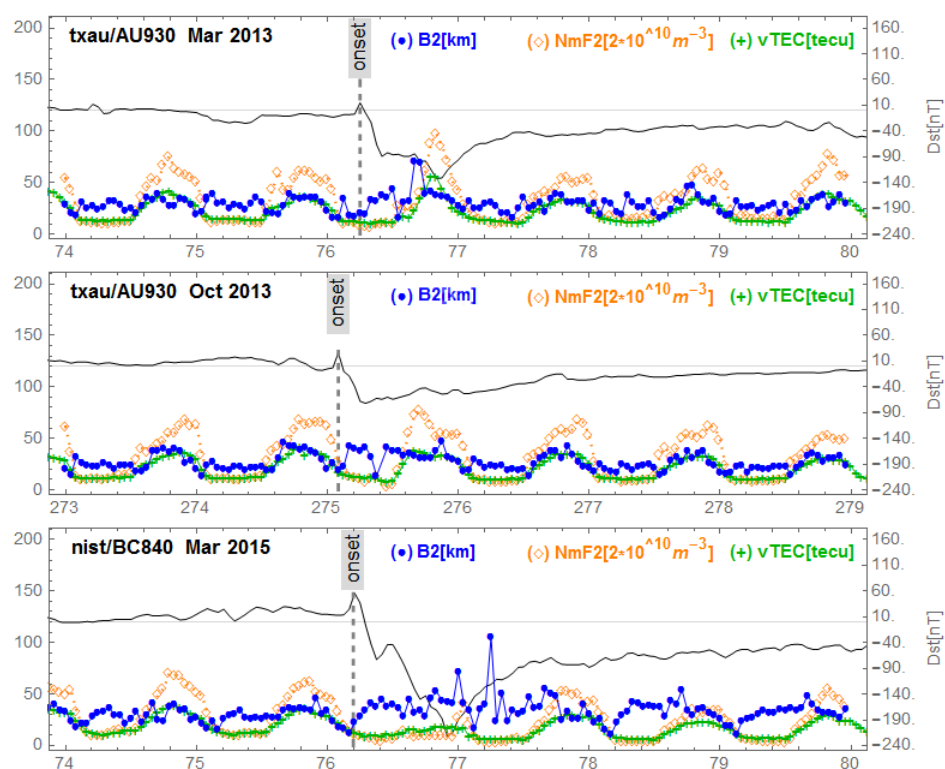 txau/AU930 Mar 2013
onset
(●) B2[km]
(◇) NmF2[2*10^10 m−3]
(+) vTEC[tecu]
200
150
100
50
0
160.
110.
60.
10.
−40.
−90.
−140.
−190.
−240.
Dst[nT]
74 75 76 77 78 79 80
txau/AU930 Oct 2013
onset
(●) B2[km]
(◇) NmF2[2*10^10 m−3]
(+) vTEC[tecu]
200
150
100
50
0
160.
110.
60.
10.
−40.
−90.
−140.
−190.
−240.
Dst[nT]
273 274 275 276 277 278 279
nist/BC840 Mar 2015
onset
(●) B2[km]
(◇) NmF2[2*10^10 m−3]
(+) vTEC[tecu]
200
150
100
50
0
160.
110.
60.
10.
−40.
−90.
−140.
−190.
−240.
Dst[nT]
74 75 76 77 78 79 80